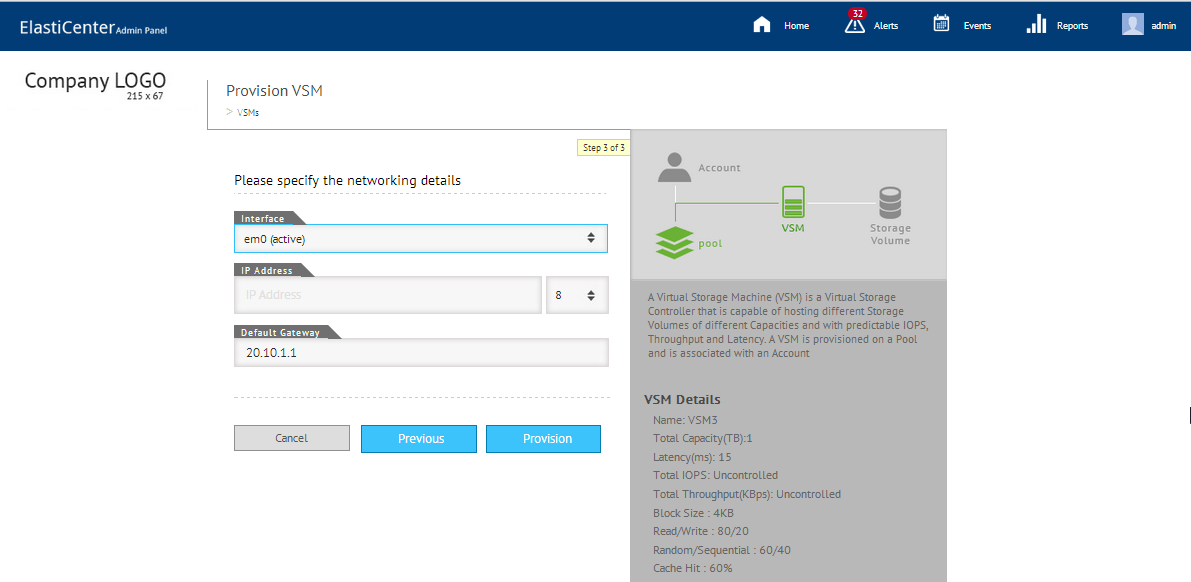 ElastiCenter Admin Panel
Home
32
Alerts
Events
Reports
admin
Company LOGO
215 x 67
Provision VSM
> VSMs
Step 3 of 3
Please specify the networking details
Interface
em0 (active)
IP Address
IP Address
8
Default Gateway
20.10.1.1
Cancel
Previous
Provision
Account
VSM
pool
Storage
Volume
A Virtual Storage Machine (VSM) is a Virtual Storage
Controller that is capable of hosting different Storage
Volumes of different Capacities and with predictable IOPS,
Throughput and Latency. A VSM is provisioned on a Pool
and is associated with an Account
VSM Details
Name: VSM3
Total Capacity(TB):1
Latency(ms): 15
Total IOPS: Uncontrolled
Total Throughput(KBps): Uncontrolled
Block Size : 4KB
Read/Write : 80/20
Random/Sequential : 60/40
Cache Hit : 60%